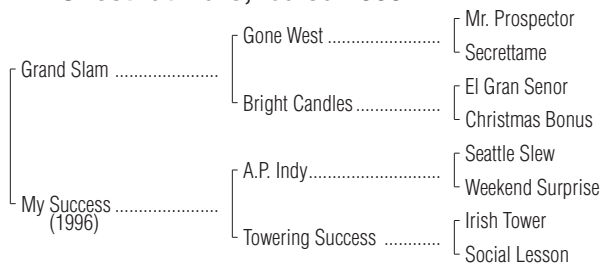 Gone West
Mr. Prospector
Secrettame
Grand Slam
Bright Candles
El Gran Senor
Christmas Bonus
A.P. Indy
Seattle Slew
Weekend Surprise
My Success
(1996)
Towering Success
Irish Tower
Social Lesson